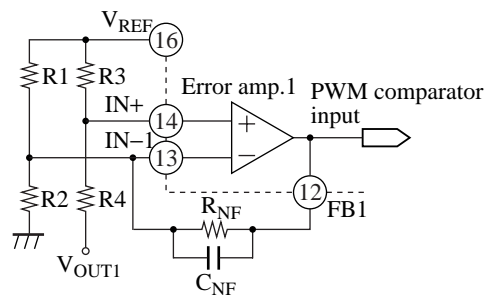 VREF
16
R1
R3
Error amp.1
PWM comparator
input
IN+
14
+
IN−1
13
−
R2
R4
12
FB1
RNF
VOUT1
CNF